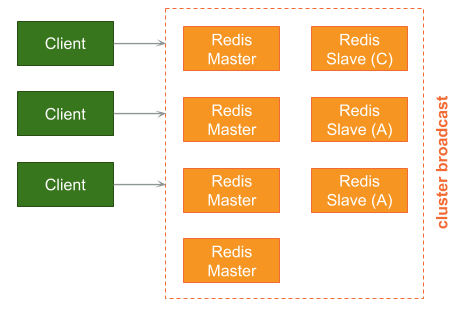 Client
Redis
Master
Redis
Slave (C)
Client
Redis
Master
Redis
Slave (A)
Client
Redis
Master
Redis
Slave (A)
Redis
Master
cluster broadcast